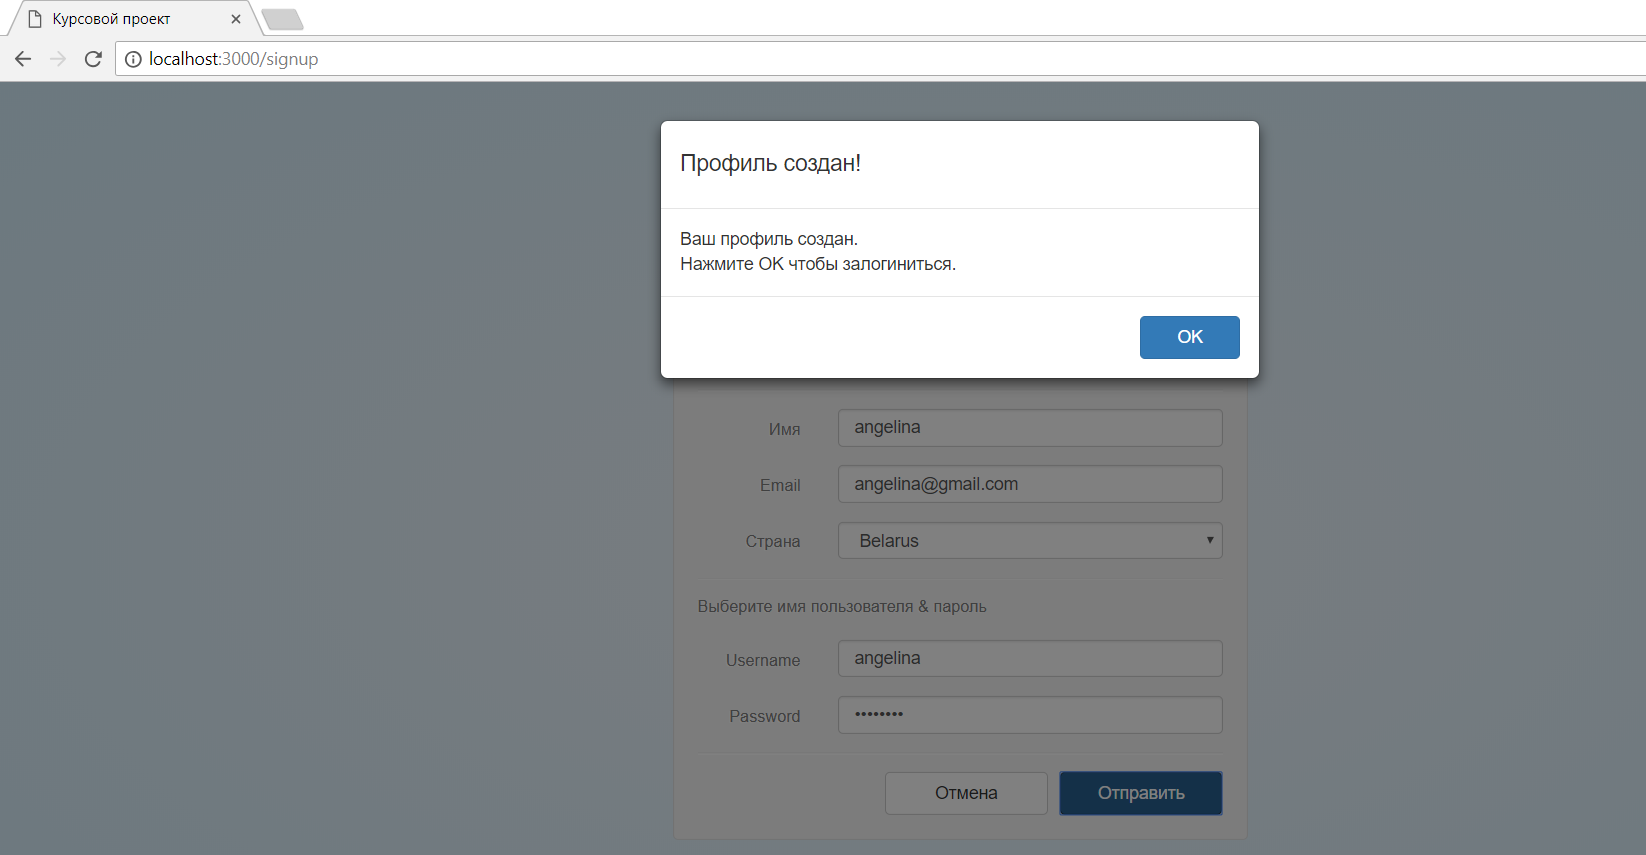 Курсовой проект
localhost:3000/signup
Профиль создан!
Ваш профиль создан.
Нажмите OK чтобы залогиниться.
OK
Имя angelina
Email angelina@gmail.com
Страна Belarus
Выберите имя пользователя & пароль
Username angelina
Password ••••••••
Отмена Отправить